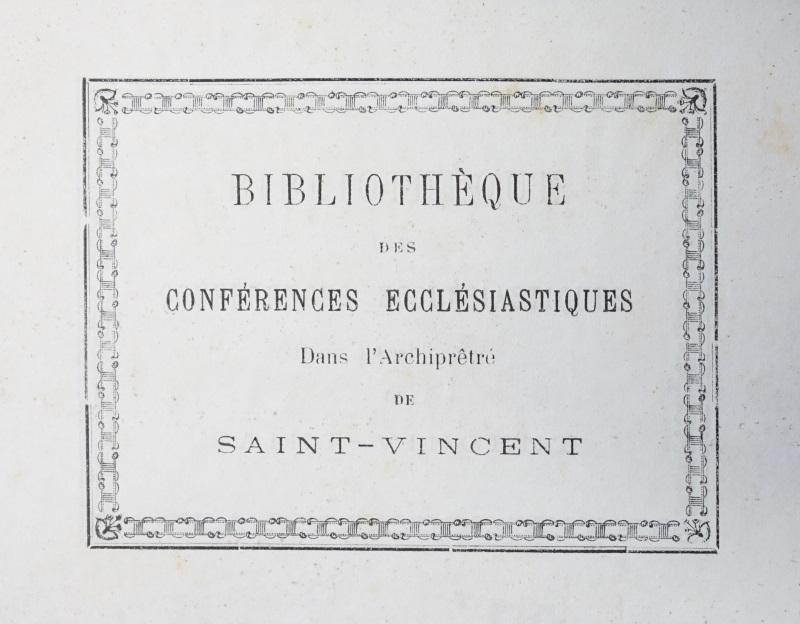 BIBLIOTHÈQUE
DES
CONFÉRENCES ECCLÉSIASTIQUES
Dans l'Archiprêtré
DE
SAINT-VINCENT